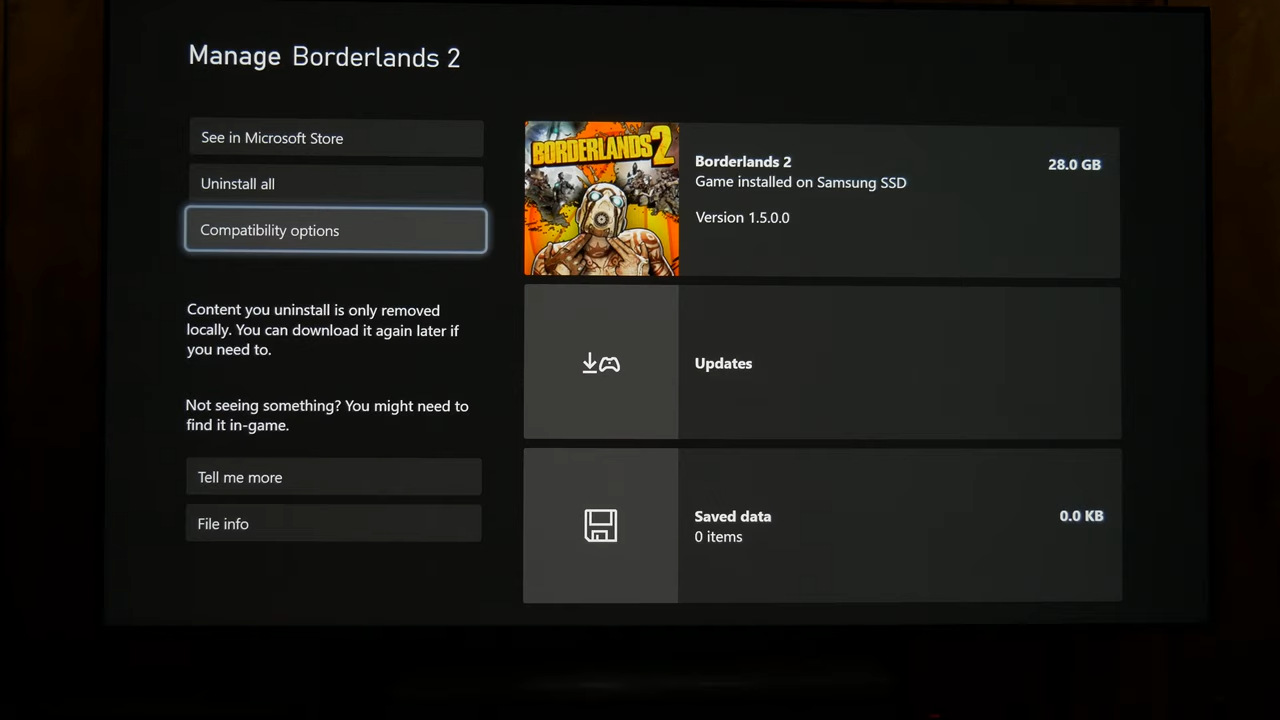 Manage Borderlands 2
See in Microsoft Store
Uninstall all
Compatibility options
Content you uninstall is only removed
locally. You can download it again later if
you need to.
Not seeing something? You might need to
find it in-game.
Tell me more
File info
BORDERLANDS 2
Borderlands 2
28.0 GB
Game installed on Samsung SSD
Version 1.5.0.0
Updates
Saved data
0.0 KB
0 items